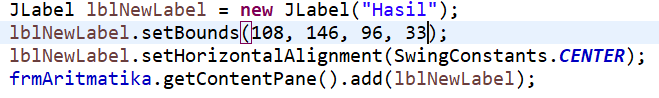 JLabel lblNewLabel = new JLabel("Hasil");
lblNewLabel.setBounds(108, 146, 96, 33);
lblNewLabel.setHorizontalAlignment(SwingConstants.CENTER);
frmAritmatika.getContentPane().add(lblNewLabel);